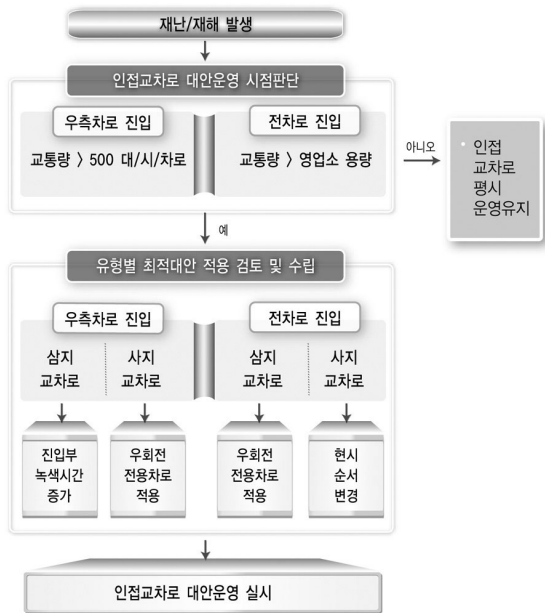 재난/재해 발생
인접교차로 대안운영 시점판단
우측차로 진입
전차로 진입
교통량 > 500 대/시/차로
교통량 > 영업소 용량
아니오
· 인접
교차로
평시
운영유지
예
유형별 최적대안 적용 검토 및 수립
우측차로 진입
전차로 진입
삼지
교차로
사지
교차로
삼지
교차로
사지
교차로
진입부
녹색시간
증가
우회전
전용차로
적용
우회전
전용차로
적용
현시
순서
변경
인접교차로 대안운영 실시